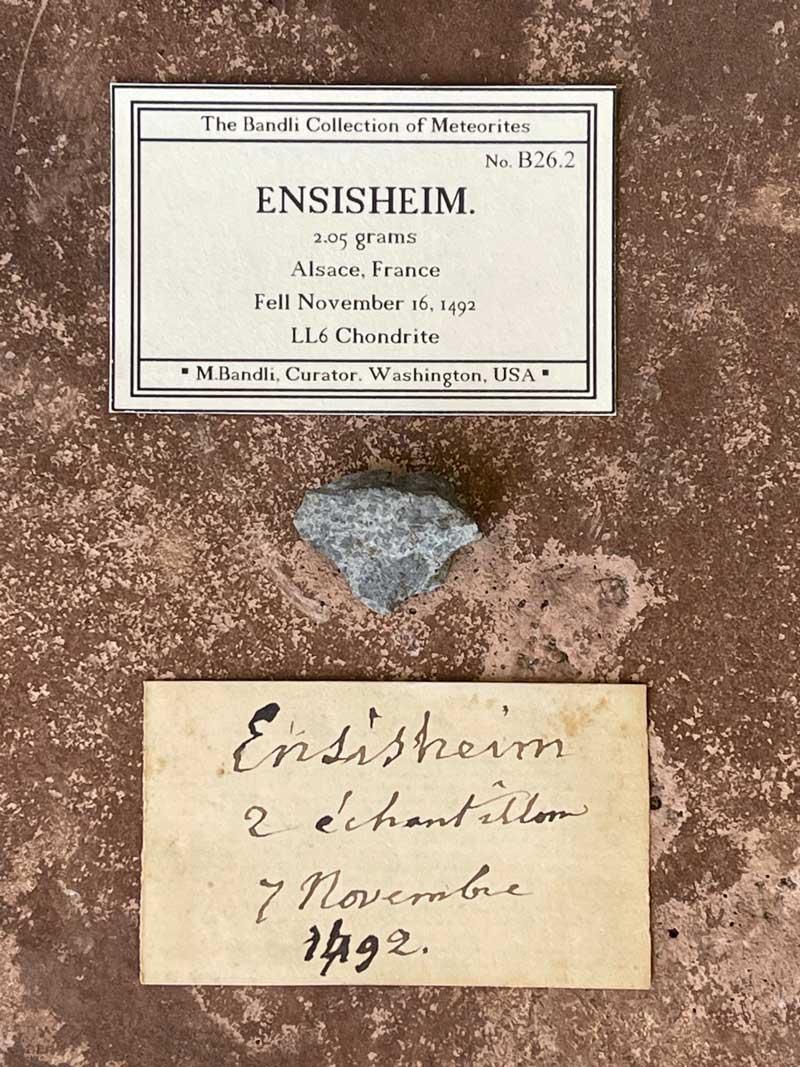 The Bandli Collection of Meteorites
No. B26.2
ENSISHEIM.
2.05 grams
Alsace, France
Fell November 16, 1492
LL6 Chondrite
▪ M.Bandli, Curator. Washington, USA ▪
Ensisheim
2 échantillons
7 Novembre
1492.